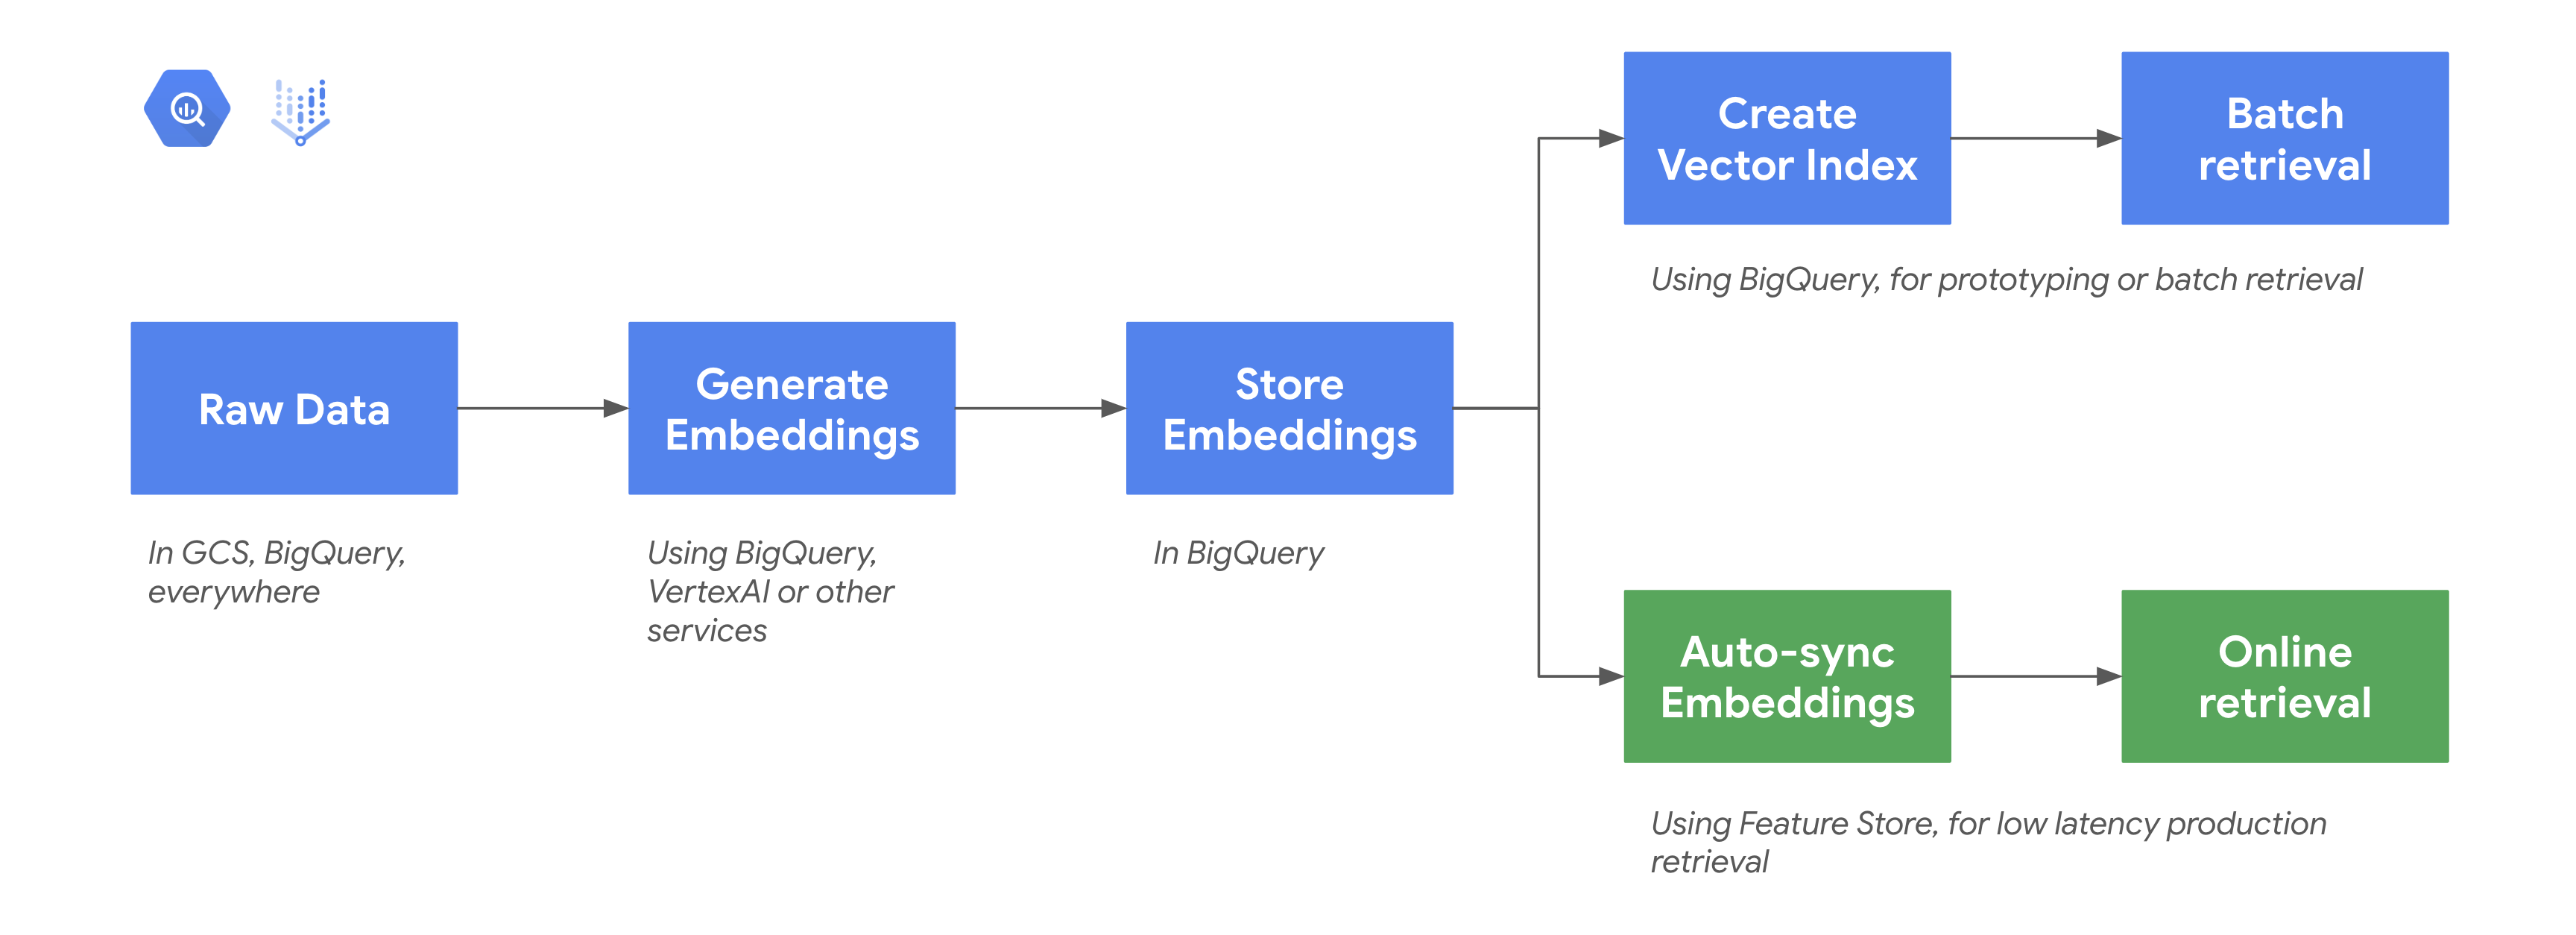 Raw Data
In GCS, BigQuery,
everywhere
Generate
Embeddings
Using BigQuery,
VertexAI or other
services
Store
Embeddings
In BigQuery
Create
Vector Index
Batch
retrieval
Using BigQuery, for prototyping or batch retrieval
Auto-sync
Embeddings
Online
retrieval
Using Feature Store, for low latency production
retrieval